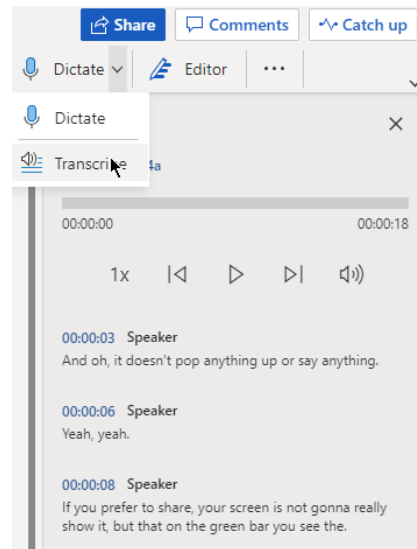 Share Comments Catch up
Dictate Editor ...
Dictate
Transcribe 4a
00:00:00 00:00:18
1x
00:00:03 Speaker
And oh, it doesn't pop anything up or say anything.
00:00:06 Speaker
Yeah, yeah.
00:00:08 Speaker
If you prefer to share, your screen is not gonna really
show it, but that on the green bar you see the.